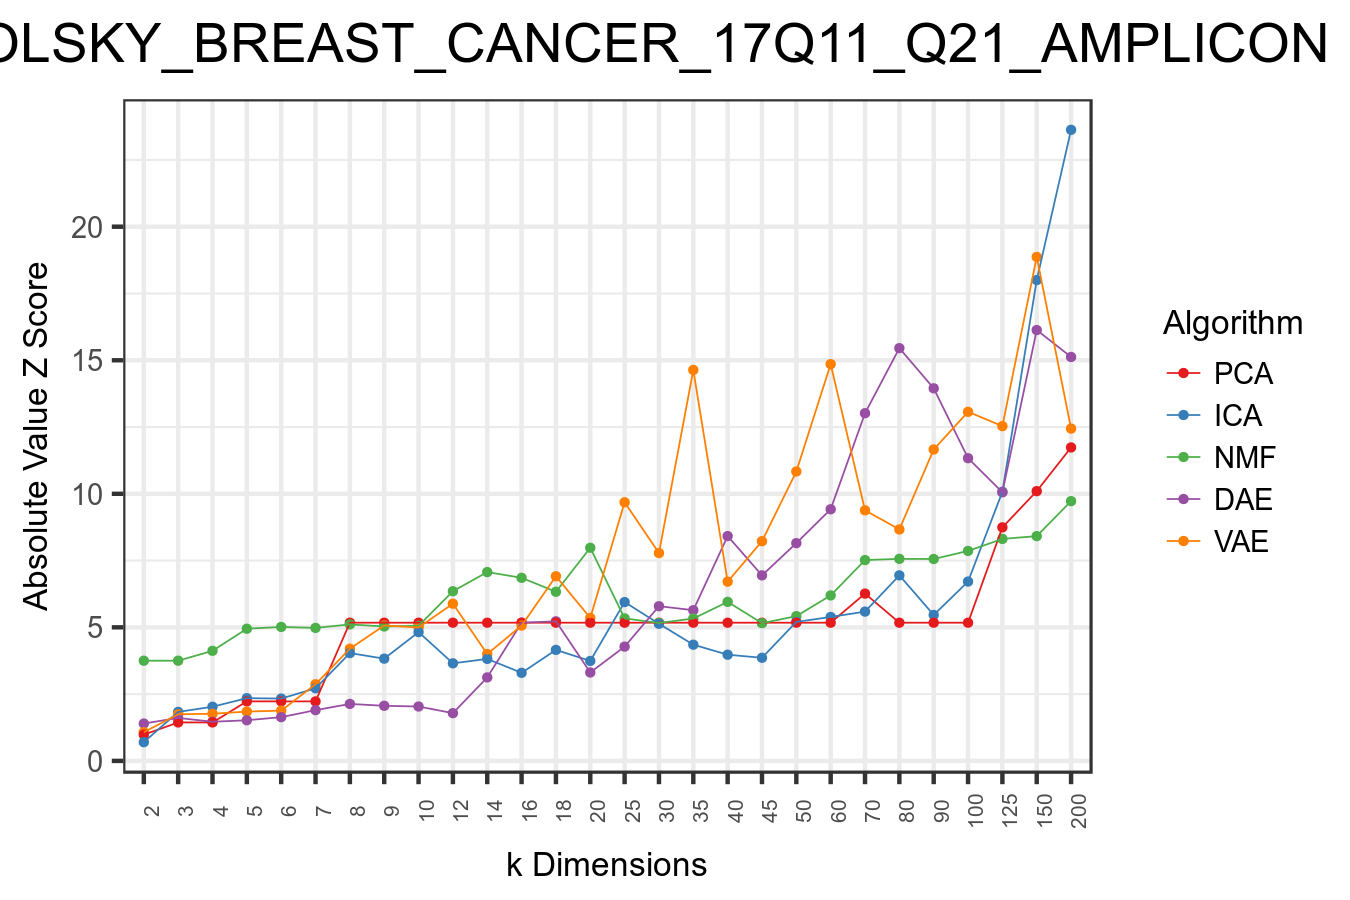 OLSKY_BREAST_CANCER_17Q11_Q21_AMPLICON
Absolute Value Z Score
20
15
10
5
0
2 3 4 5 6 7 8 9 10 12 14 16 18 20 25 30 35 40 45 50 60 70 80 90 100 125 150 200
k Dimensions
Algorithm
PCA
ICA
NMF
DAE
VAE